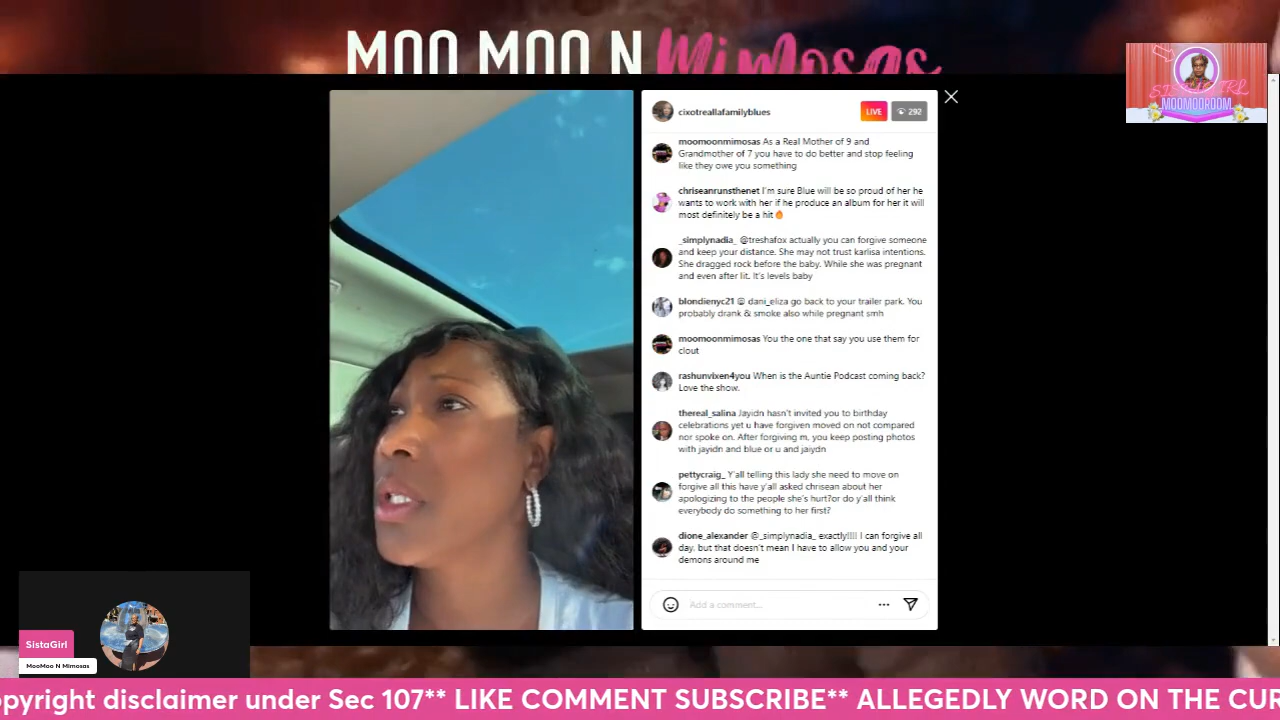 MOO MOO N Mimosas
SISTAGIRL
MOOMOOROOM
cixotreallafamilyblues
LIVE
292
moomoonmimosas As a Real Mother of 9 and
Grandmother of 7 you have to do better and stop feeling
like they owe you something
chriseanrunsthenet I'm sure Blue will be so proud of her he
wants to work with her if he produce an album for her it will
most definitely be a hit🔥
_simplynadia_ @treshafox actually you can forgive someone
and keep your distance. She may not trust karlisa intentions.
She dragged rock before the baby. While she was pregnant
and even after lit. It's levels baby
blondienyc21 @ dani_eliza go back to your trailer park. You
probably drank & smoke also while pregnant smh
moomoonmimosas You the one that say you use them for
clout
rashunvixen4you When is the Auntie Podcast coming back?
Love the show.
thereal_salina Jayidn hasn't invited you to birthday
celebrations yet u have forgiven moved on not compared
nor spoke on. After forgiving m, you keep posting photos
with jayidn and blue or u and jaiydn
pettycraig_ Y'all telling this lady she need to move on
forgive all this have y'all asked chrisean about her
apologizing to the people she's hurt?or do y'all think
everybody do something to her first?
dione_alexander @_simplynadia_ exactly!!!!! I can forgive all
day, but that doesn't mean I have to allow you and your
demons around me
Add a comment...
SistaGirl
MooMoo N Mimosas
opyright disclaimer under Sec 107** LIKE COMMENT SUBSCRIBE** ALLEGEDLY WORD ON THE CUR